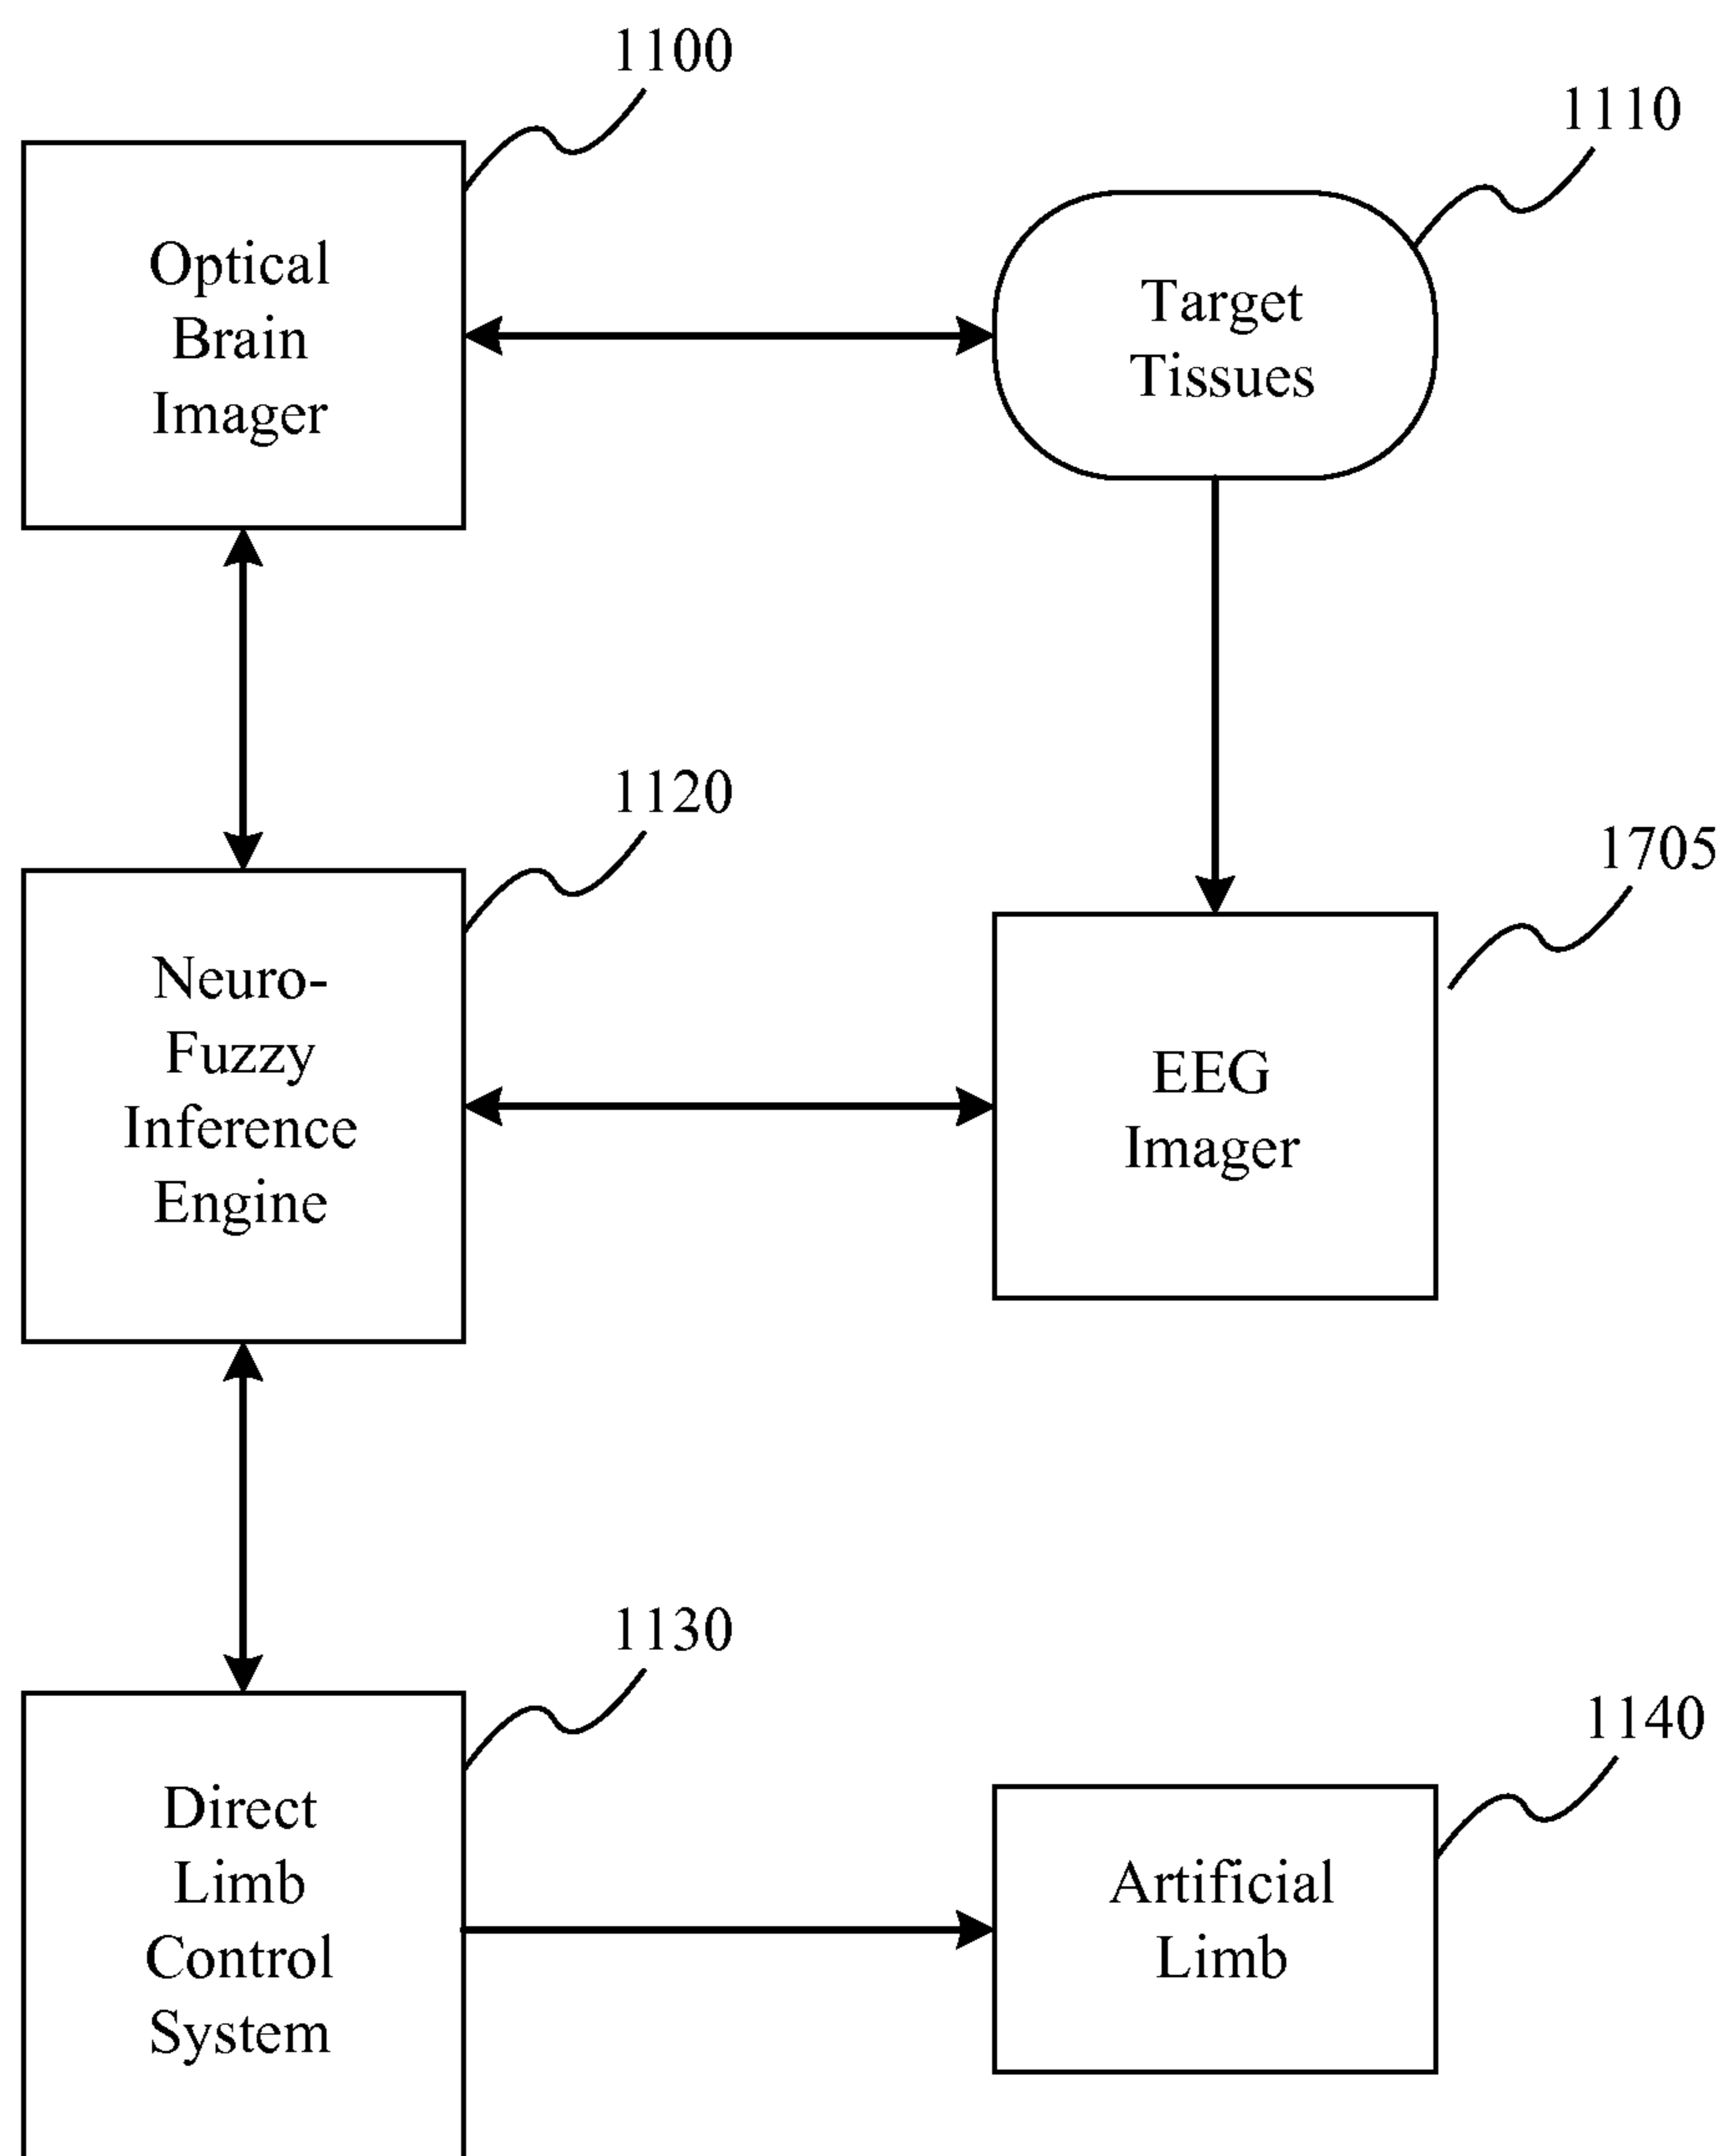 1100
Optical
Brain
Imager
1110
Target
Tissues
1120
Neuro-
Fuzzy
Inference
Engine
1705
EEG
Imager
1130
Direct
Limb
Control
System
1140
Artificial
Limb